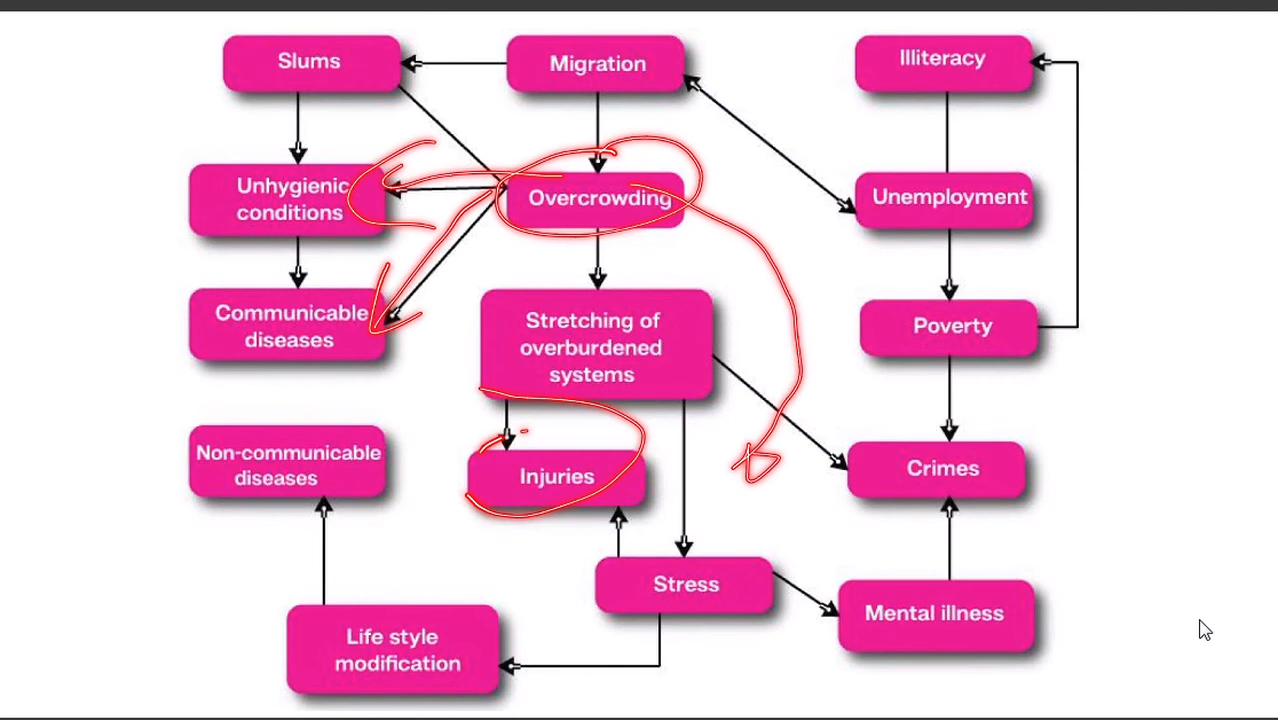 Slums
Migration
Illiteracy
Unhygienic
conditions
Overcrowding
Unemployment
Communicable
diseases
Stretching of
overburdened
systems
Poverty
Non-communicable
diseases
Injuries
Crimes
Stress
Mental illness
Life style
modification